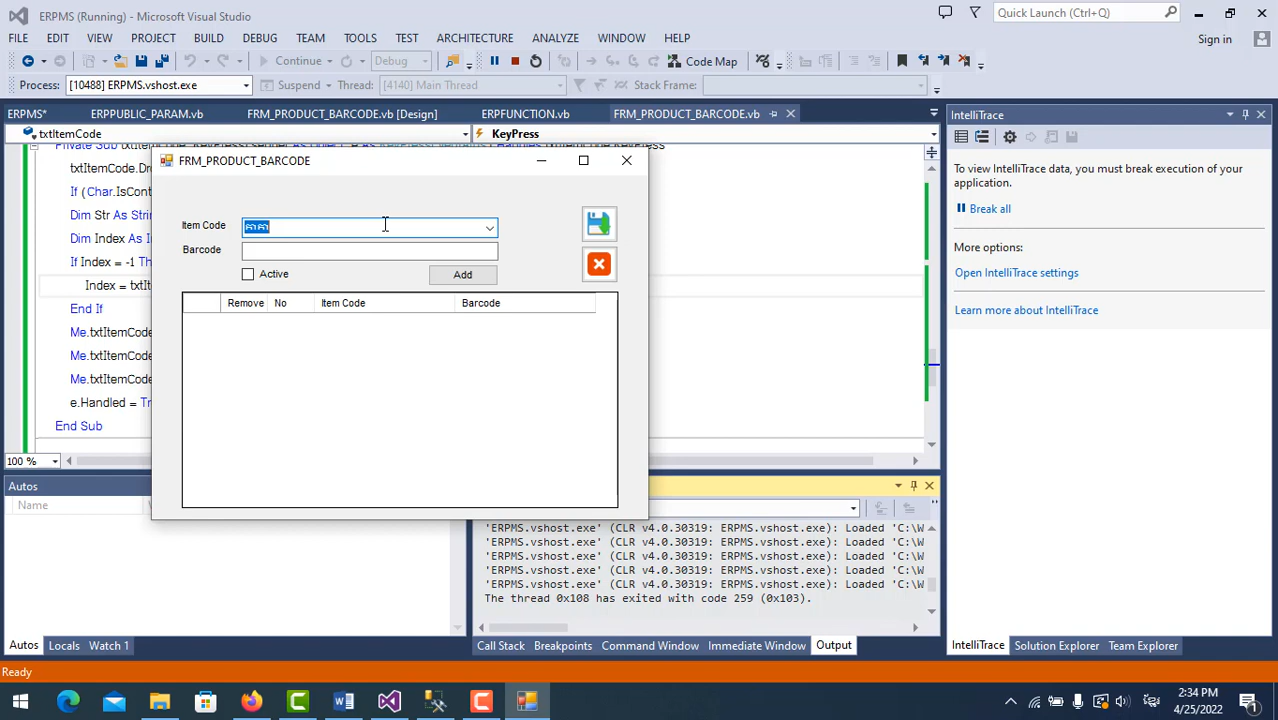 ERPMS (Running) - Microsoft Visual Studio
Quick Launch (Ctrl+Q)
FILE EDIT VIEW PROJECT BUILD DEBUG TEAM TOOLS TEST ARCHITECTURE ANALYZE WINDOW HELP
Sign in
Continue Debug Code Map
Process: [10488] ERPMS.vshost.exe Suspend Thread: [4140] Main Thread Stack Frame:
ERPMS* ERPPUBLIC_PARAM.vb FRM_PRODUCT_BARCODE.vb [Design] ERPFUNCTION.vb FRM_PRODUCT_BARCODE.vb
IntelliTrace
txtItemCode KeyPress
txtItemCode.Dro
If (Char.IsCont
Dim Str As Strin
Dim Index As In
If Index = -1 Th
Index = txtI
End If
Me.txtItemCode
Me.txtItemCode
Me.txtItemCode
e.Handled = Tr
End Sub
100 %
FRM_PRODUCT_BARCODE
Item Code
Barcode
Active Add
Remove No Item Code Barcode
To view IntelliTrace data, you must break execution of your
application.
Break all
More options:
Open IntelliTrace settings
Learn more about IntelliTrace
Autos
Name
'ERPMS.vshost.exe' (CLR v4.0.30319: ERPMS.vshost.exe): Loaded 'C:\W
'ERPMS.vshost.exe' (CLR v4.0.30319: ERPMS.vshost.exe): Loaded 'C:\W
'ERPMS.vshost.exe' (CLR v4.0.30319: ERPMS.vshost.exe): Loaded 'C:\W
'ERPMS.vshost.exe' (CLR v4.0.30319: ERPMS.vshost.exe): Loaded 'C:\W
'ERPMS.vshost.exe' (CLR v4.0.30319: ERPMS.vshost.exe): Loaded 'C:\W
The thread 0x108 has exited with code 259 (0x103).
Autos Locals Watch 1
Call Stack Breakpoints Command Window Immediate Window Output
IntelliTrace Solution Explorer Team Explorer
Ready
2:34 PM
4/25/2022